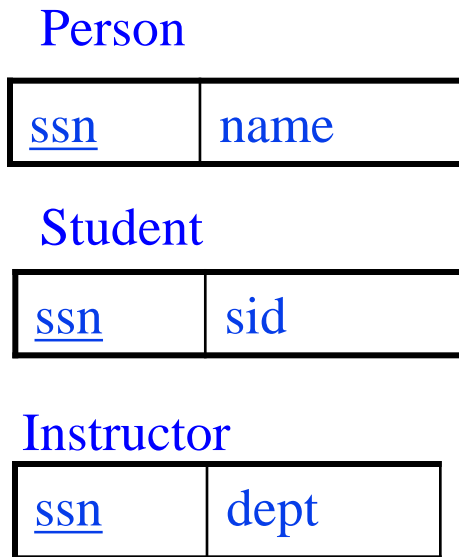 Person
ssn name
Student
ssn sid
Instructor
ssn dept